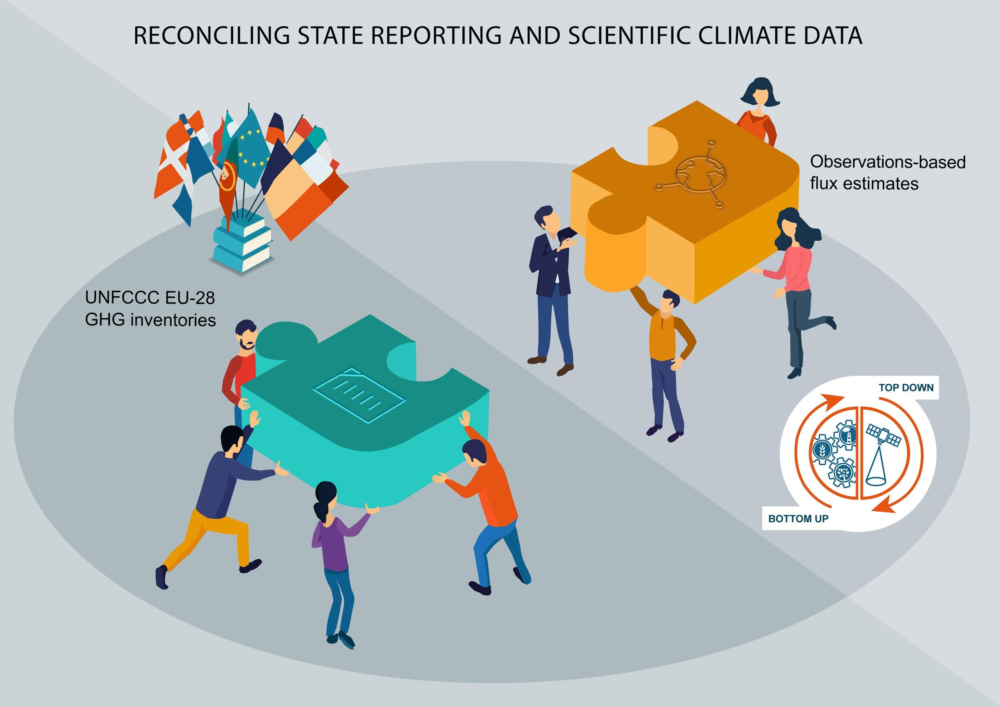 RECONCILING STATE REPORTING AND SCIENTIFIC CLIMATE DATA
Observations-based
flux estimates
UNFCCC EU-28
GHG inventories
TOP DOWN
BOTTOM UP